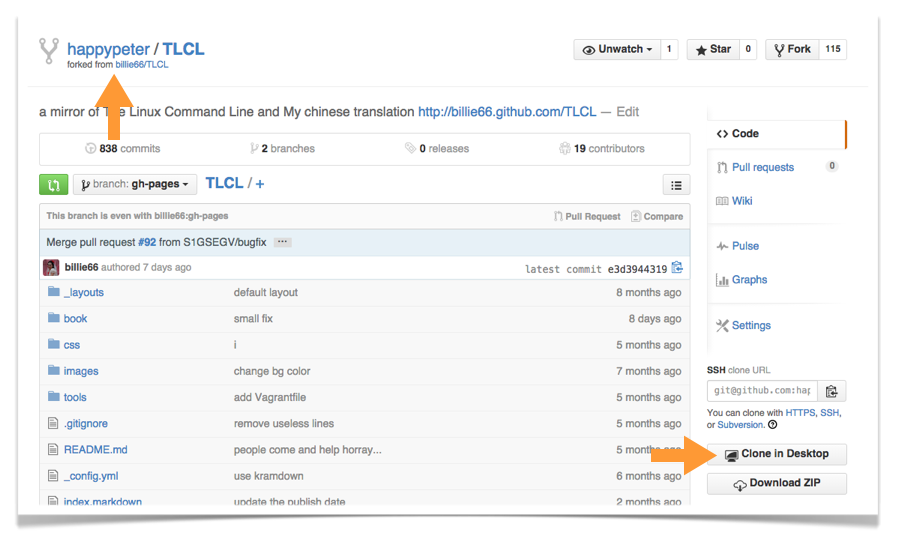 happypeter / TLCL
forked from billie66/TLCL
Unwatch 1 Star 0 Fork 115
a mirror of The Linux Command Line and My chinese translation http://billie66.github.com/TLCL — Edit
838 commits 2 branches 0 releases 19 contributors
branch: gh-pages TLCL / +
This branch is even with billie66:gh-pages Pull Request Compare
Merge pull request #92 from S1GSEGV/bugfix ...
billie66 authored 7 days ago latest commit e3d3944319
_layouts default layout 8 months ago
book small fix 8 days ago
css i 5 months ago
images change bg color 7 months ago
tools add Vagrantfile 5 months ago
.gitignore remove useless lines 5 months ago
README.md people come and help horray... 5 months ago
_config.yml use kramdown 6 months ago
index.markdown update the publish date 2 months ago
Code
Pull requests 0
Wiki
Pulse
Graphs
Settings
SSH clone URL
git@github.com:hap
You can clone with HTTPS, SSH,
or Subversion.
Clone in Desktop
Download ZIP